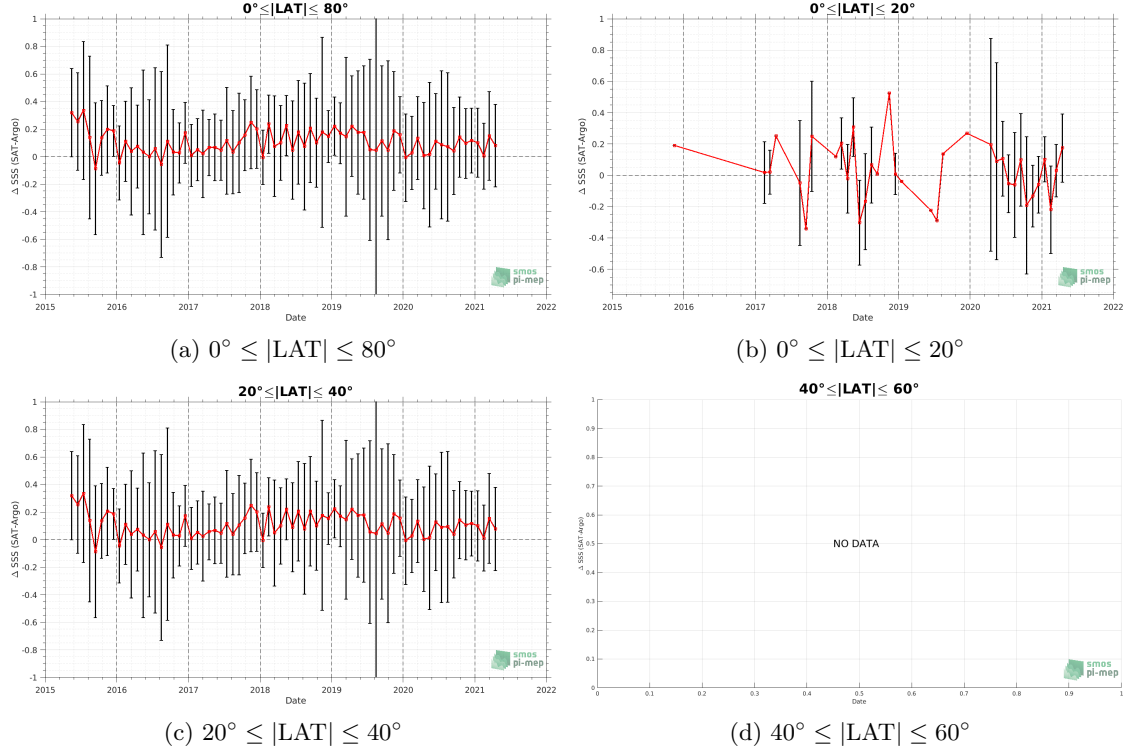 0°≤|LAT|≤ 80°
1
0.8
0.6
0.4
0.2
0
-0.2
-0.4
-0.6
-0.8
-1
Δ SSS (SAT-Argo)
2015 2016 2017 2018 2019 2020 2021 2022
Date
smos
pi-mep
(a) 0° ≤ |LAT| ≤ 80°
0°≤|LAT|≤ 20°
1
0.8
0.6
0.4
0.2
0
-0.2
-0.4
-0.6
Δ SSS (SAT-Argo)
2015 2016 2017 2018 2019 2020 2021 2022
Date
smos
pi-mep
(b) 0° ≤ |LAT| ≤ 20°
20°≤|LAT|≤ 40°
1
0.8
0.6
0.4
0.2
0
-0.2
-0.4
-0.6
-0.8
-1
Δ SSS (SAT-Argo)
2015 2016 2017 2018 2019 2020 2021 2022
Date
smos
pi-mep
(c) 20° ≤ |LAT| ≤ 40°
40°≤|LAT|≤ 60°
1
0.9
0.8
0.7
0.6
0.5
0.4
0.3
0.2
0.1
0
Δ SSS (SAT-Argo)
NO DATA
0 0.1 0.2 0.3 0.4 0.5 0.6 0.7 0.8 0.9 1
Date
smos
pi-mep
(d) 40° ≤ |LAT| ≤ 60°